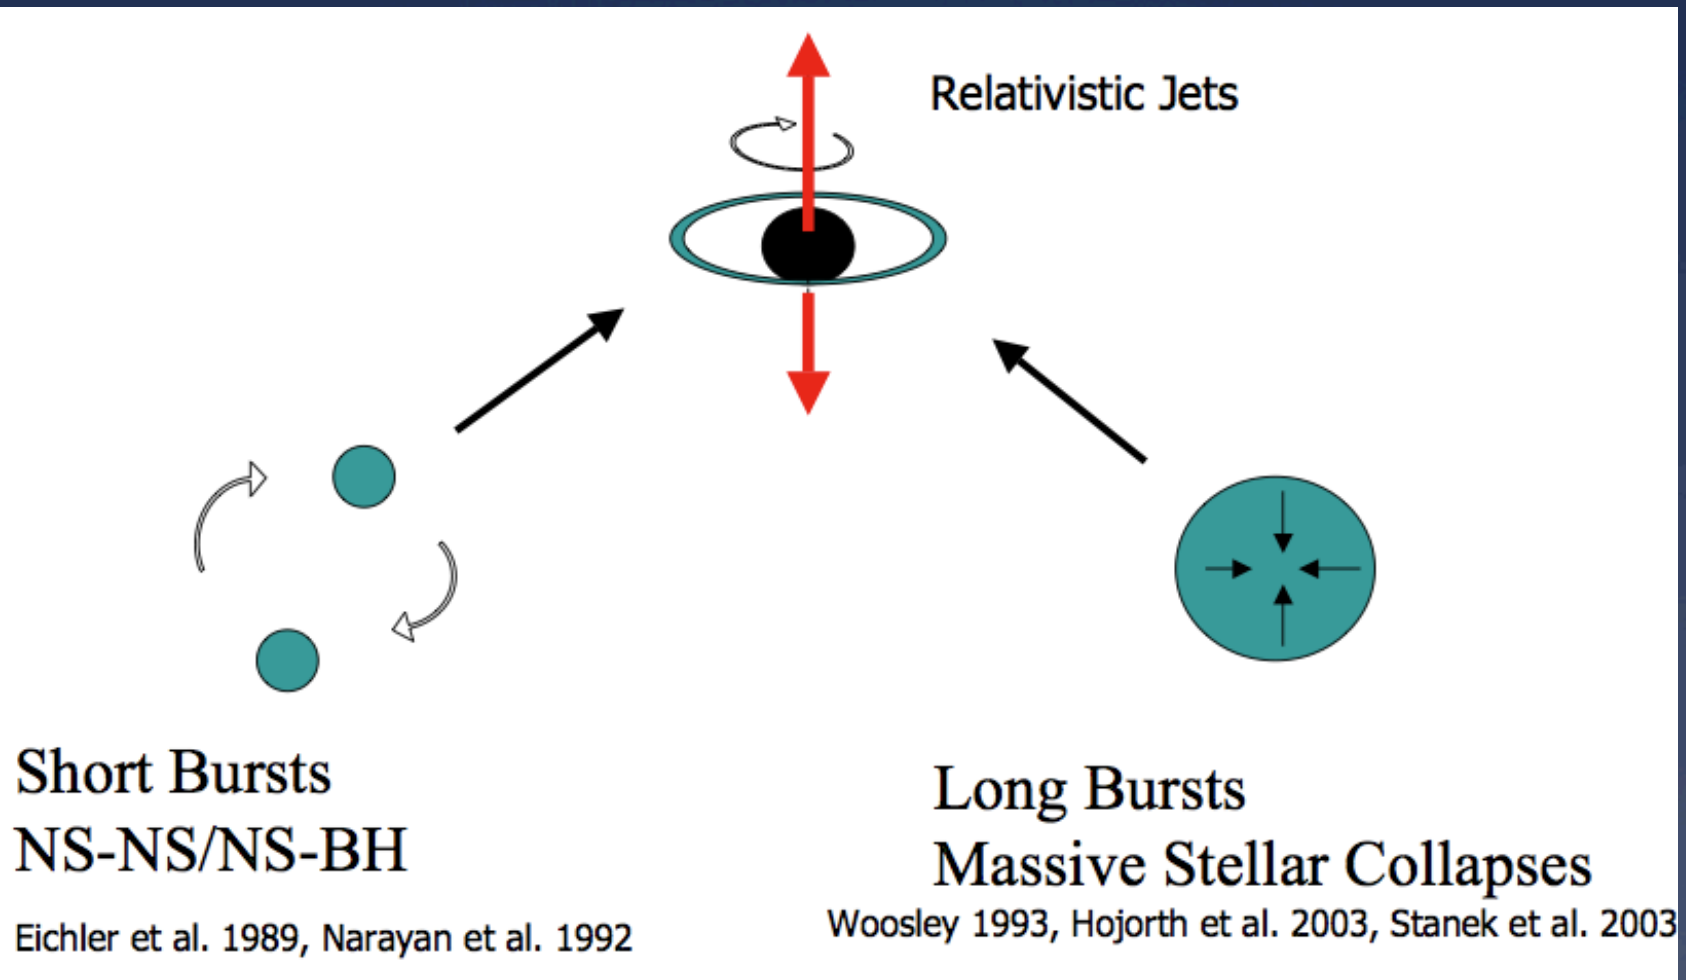 Relativistic Jets
Short Bursts
NS-NS/NS-BH
Eichler et al. 1989, Narayan et al. 1992
Long Bursts
Massive Stellar Collapses
Woosley 1993, Hojorth et al. 2003, Stanek et al. 2003